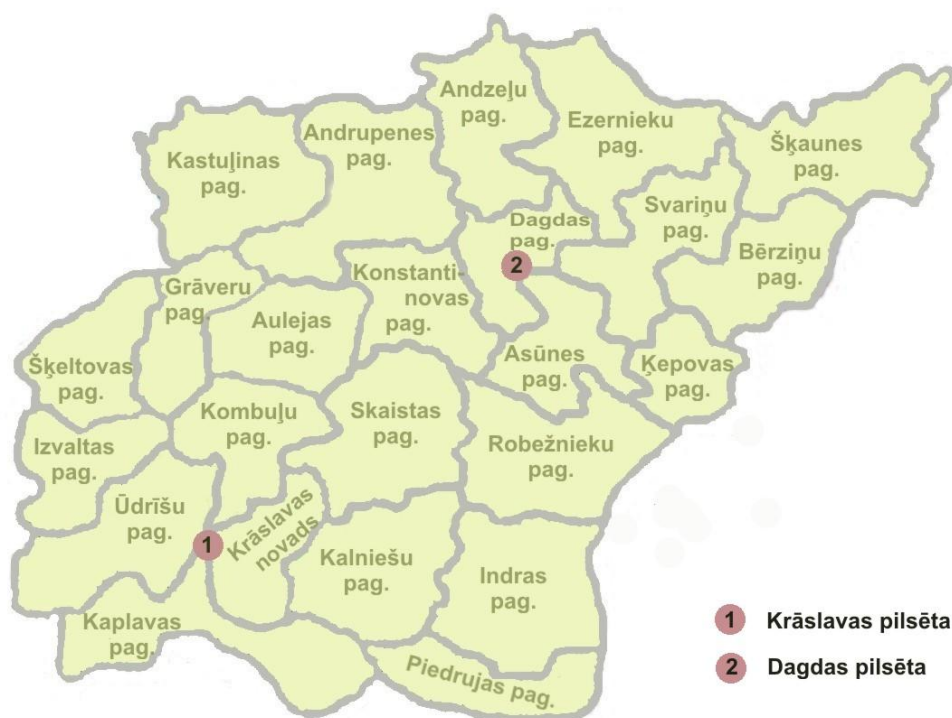 Andzeļu
pag.
Ezernieku
pag.
Andrupenes
pag.
Šķaunes
pag.
Kastuļinas
pag.
Svariņu
pag.
Dagdas
pag.
Bērziņu
pag.
2
Konstanti-
novas
pag.
Grāveru
pag.
Aulejas
pag.
Asūnes
pag.
Ķepovas
pag.
Šķeltovas
pag.
Kombuļu
pag.
Skaistas
pag.
Izvaltas
pag.
Robežnieku
pag.
Ūdrīšu
pag.
Krāslavas
novads
1
Kalniešu
pag.
Indras
pag.
Kaplavas
pag.
Piedrujas pag.
1 Krāslavas pilsēta
2 Dagdas pilsēta